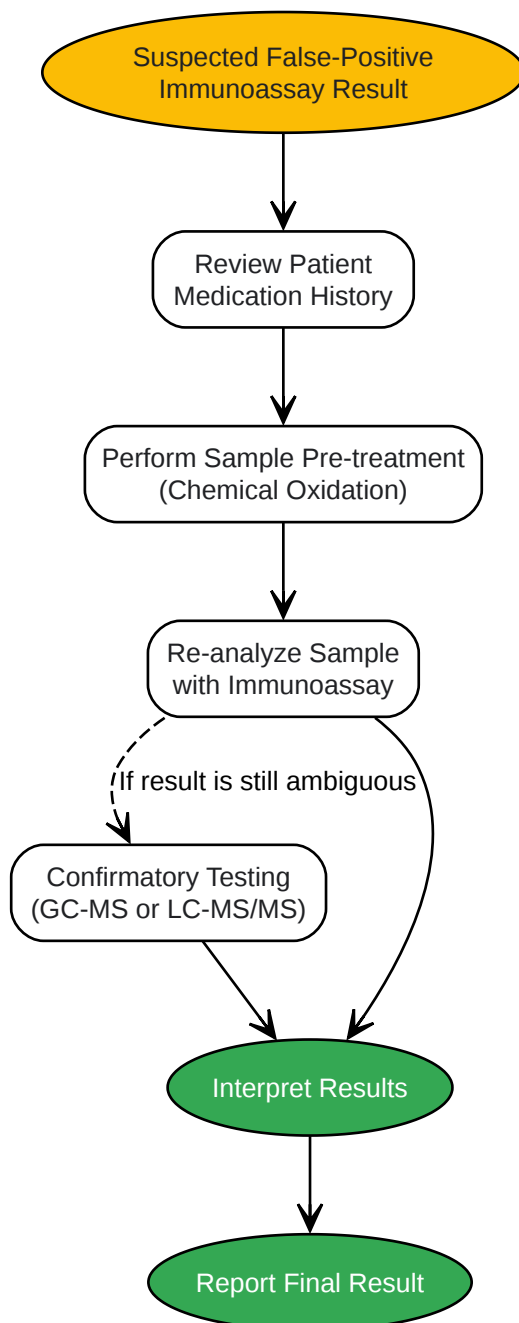 Suspected False-Positive
Immunoassay Result
Review Patient
Medication History
Perform Sample Pre-treatment
(Chemical Oxidation)
Re-analyze Sample
with Immunoassay
If result is still ambiguous
Confirmatory Testing
(GC-MS or LC-MS/MS)
Interpret Results
Report Final Result